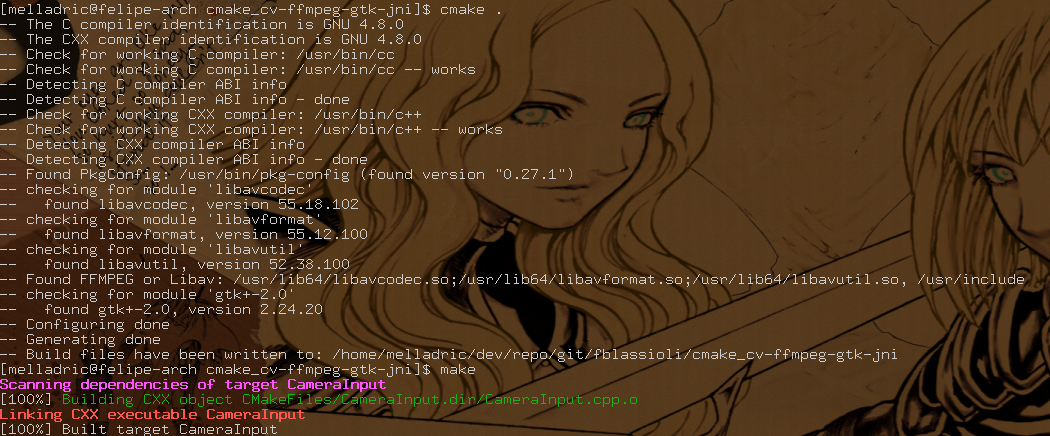 [melladric@felipe-arch cmake_cv-ffmpeg-gtk-jni]$ cmake .
-- The C compiler identification is GNU 4.8.0
-- The CXX compiler identification is GNU 4.8.0
-- Check for working C compiler: /usr/bin/cc
-- Check for working C compiler: /usr/bin/cc -- works
-- Detecting C compiler ABI info
-- Detecting C compiler ABI info - done
-- Check for working CXX compiler: /usr/bin/c++
-- Check for working CXX compiler: /usr/bin/c++ -- works
-- Detecting CXX compiler ABI info
-- Detecting CXX compiler ABI info - done
-- Found PkgConfig: /usr/bin/pkg-config (found version "0.27.1")
-- checking for module 'libavcodec'
--   found libavcodec, version 55.18.102
-- checking for module 'libavformat'
--   found libavformat, version 55.12.100
-- checking for module 'libavutil'
--   found libavutil, version 52.38.100
-- Found FFMPEG or Libav: /usr/lib64/libavcodec.so;/usr/lib64/libavformat.so;/usr/lib64/libavutil.so, /usr/include
-- checking for module 'gtk+-2.0'
--   found gtk+-2.0, version 2.24.20
-- Configuring done
-- Generating done
-- Build files have been written to: /home/melladric/dev/repo/git/fblassioli/cmake_cv-ffmpeg-gtk-jni
[melladric@felipe-arch cmake_cv-ffmpeg-gtk-jni]$ make
Scanning dependencies of target CameraInput
[100%] Building CXX object CMakeFiles/CameraInput.dir/CameraInput.cpp.o
Linking CXX executable CameraInput
[100%] Built target CameraInput